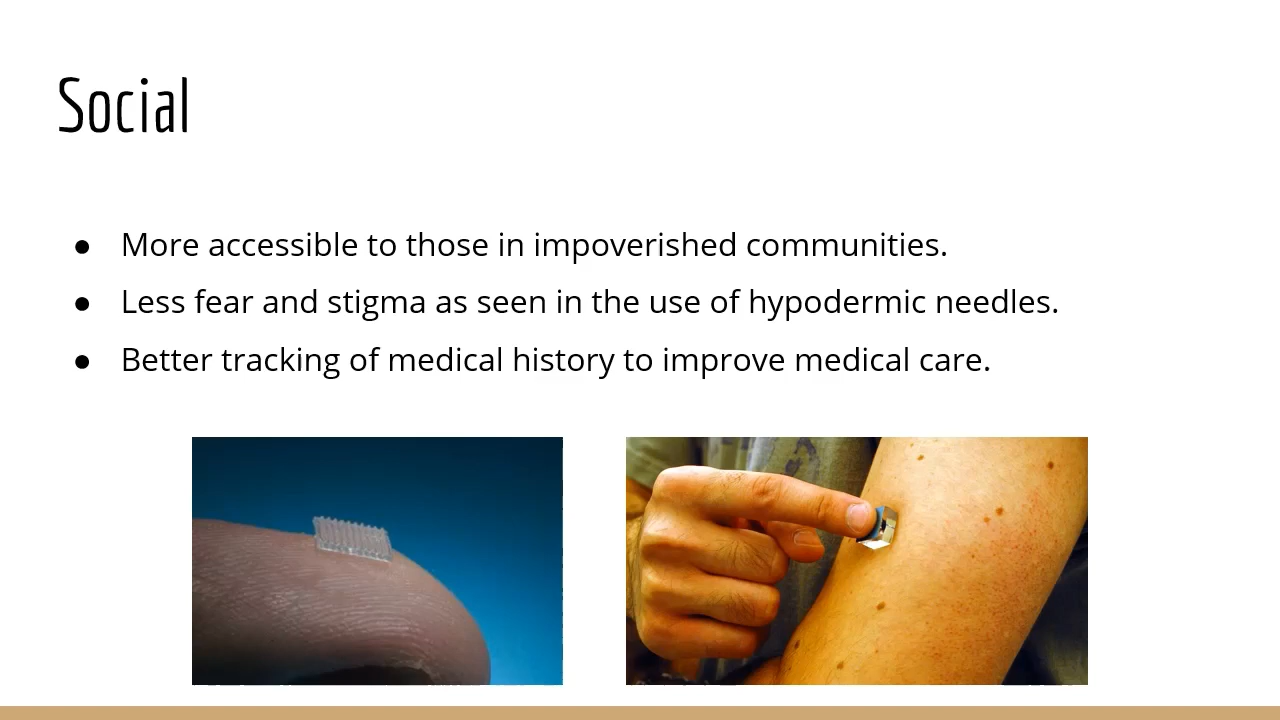 Social
● More accessible to those in impoverished communities.
● Less fear and stigma as seen in the use of hypodermic needles.
● Better tracking of medical history to improve medical care.